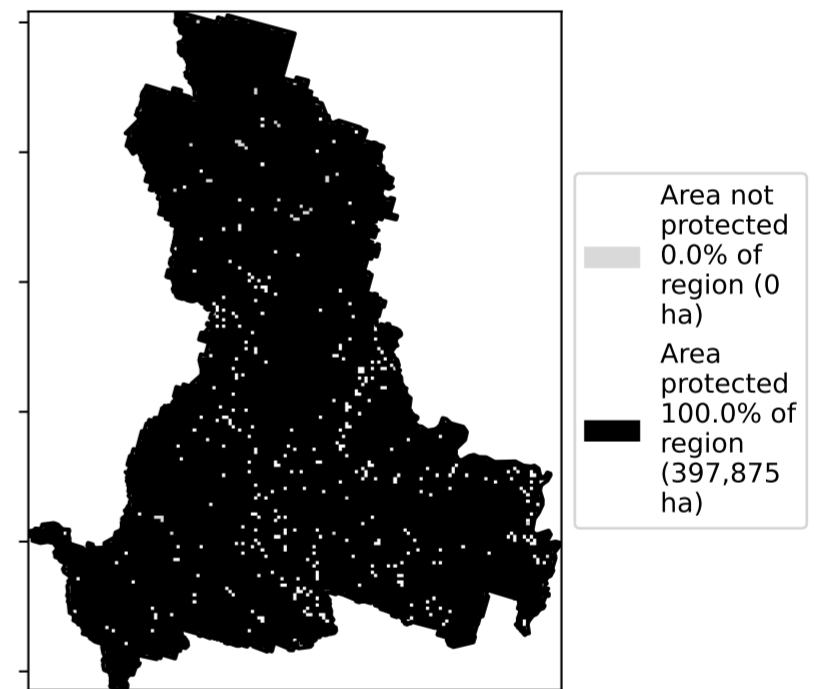 Area not
protected
0.0% of
region (0
ha)
Area
protected
100.0% of
region
(397,875
ha)